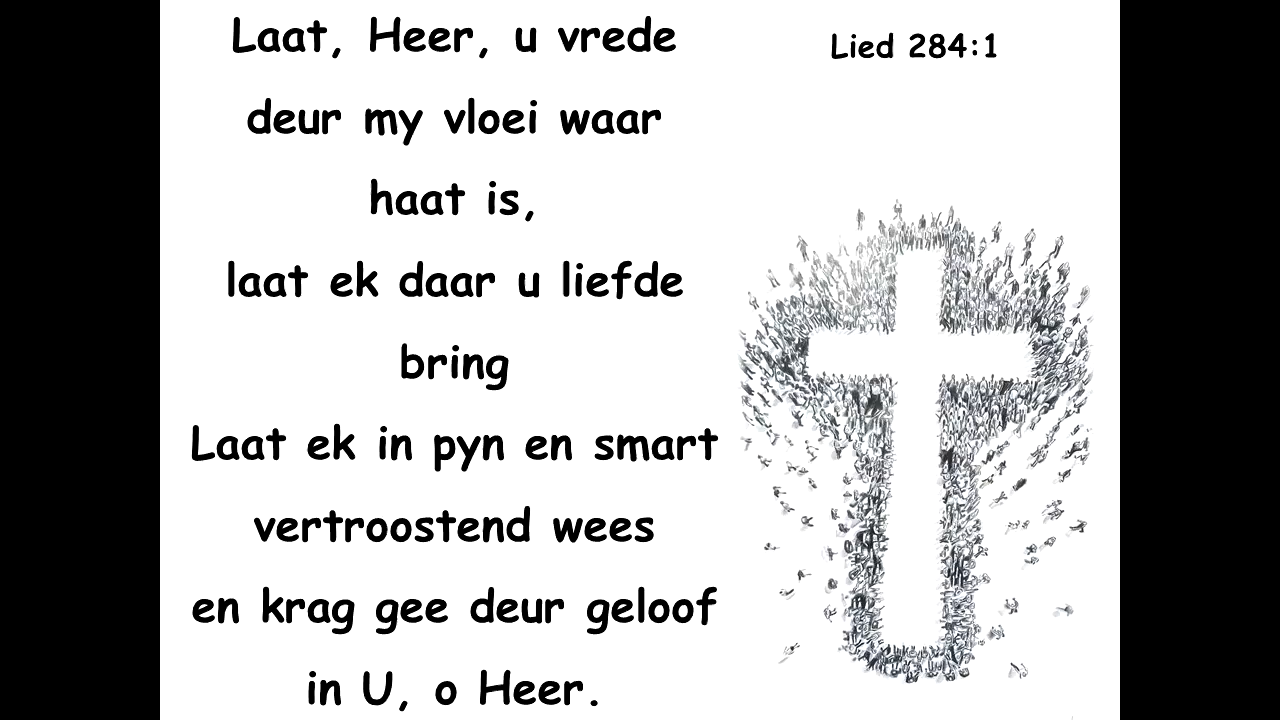 Laat, Heer, u vrede
deur my vloei waar
haat is,
laat ek daar u liefde
bring
Laat ek in pyn en smart
vertroostend wees
en krag gee deur geloof
in U, o Heer.
Lied 284:1